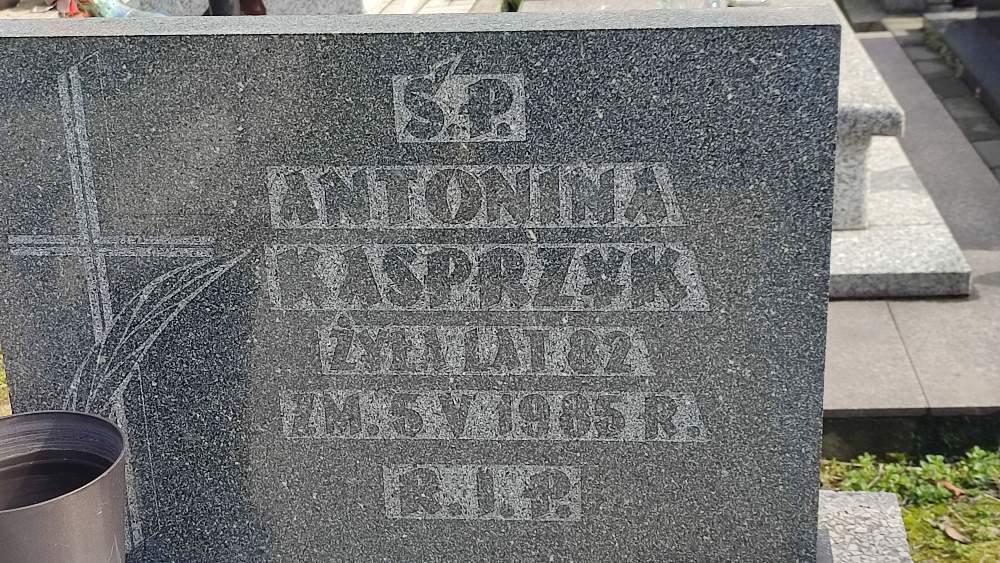 Ś.P.
ANTONINA
KASPRZYK
ŻYŁA LAT 82
ZM. 5 V 1985 R.
R.I.P.